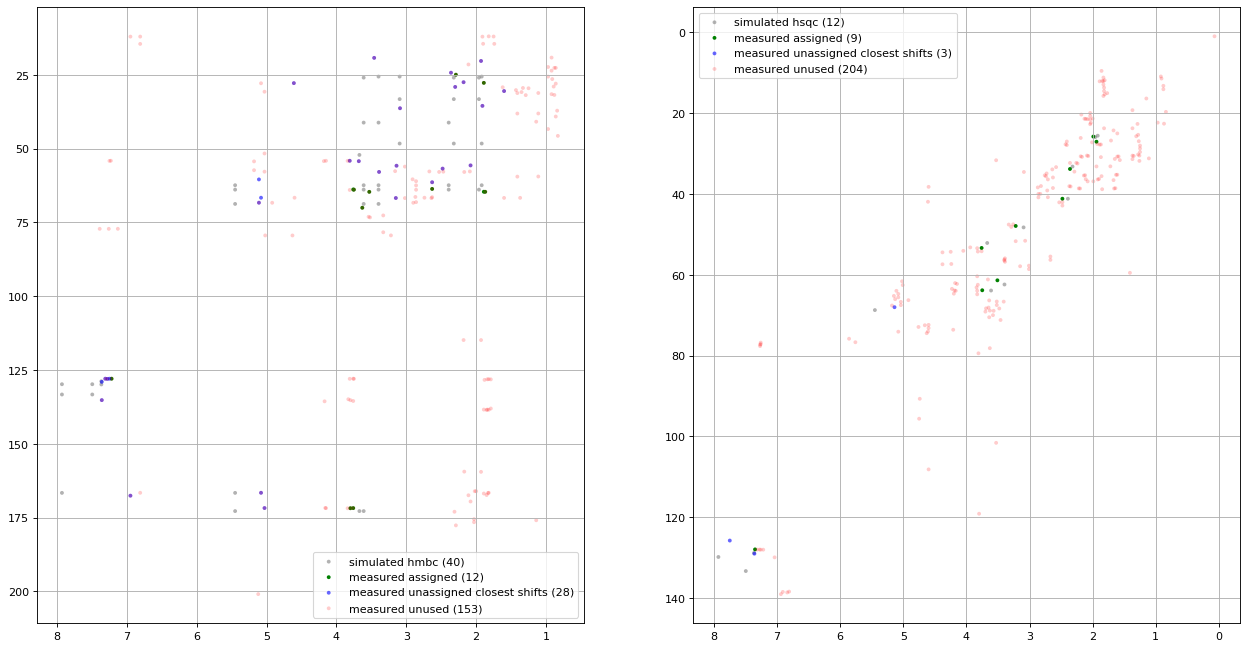 25
50
75
100
125
150
175
200
8 7 6 5 4 3 2 1
simulated hmbc (40)
measured assigned (12)
measured unassigned closest shifts (28)
measured unused (153)
simulated hsqc (12)
measured assigned (9)
measured unassigned closest shifts (3)
measured unused (204)
0
20
40
60
80
100
120
140
8 7 6 5 4 3 2 1 0